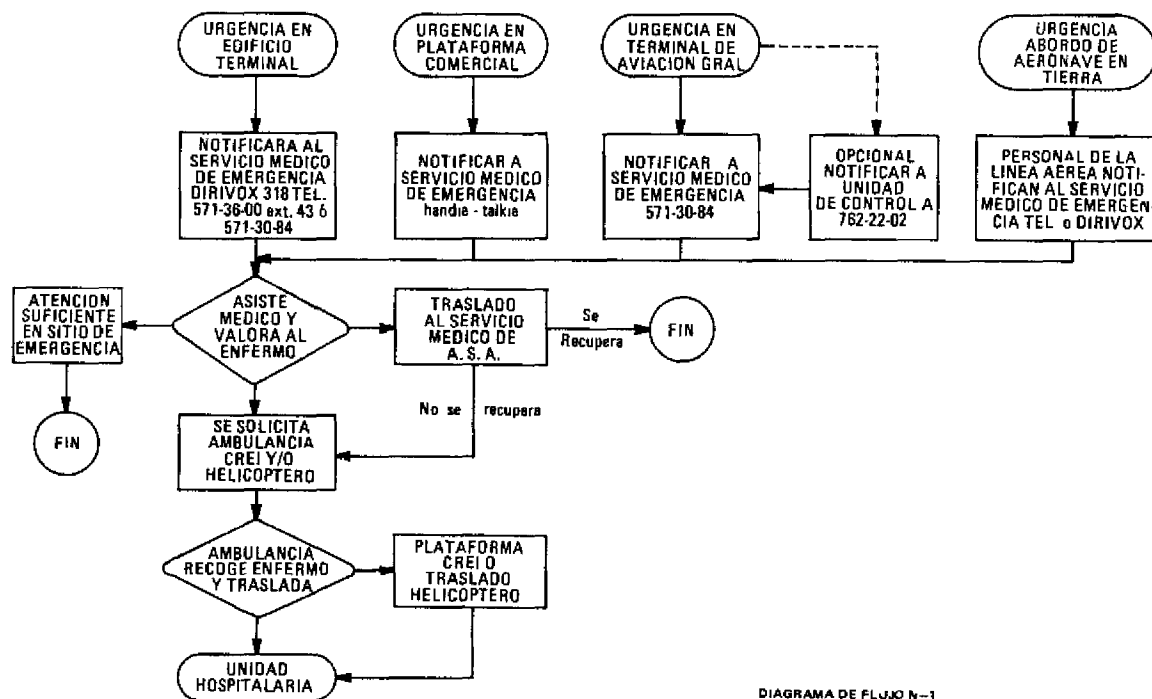 URGENCIA EN
EDIFICIO
TERMINAL
URGENCIA EN
PLATAFORMA
COMERCIAL
URGENCIA EN
TERMINAL DE
AVIACION GRAL
URGENCIA
ABORDO DE
AERONAVE EN
TIERRA
NOTIFICARA AL
SERVICIO MEDICO
DE EMERGENCIA
DIRIVOX 318 TEL.
571-36-00 ext. 43 ó
571-30-84
NOTIFICAR A
SERVICIO MEDICO
DE EMERGENCIA
handie - talkie
NOTIFICAR A
SERVICIO MEDICO
DE EMERGENCIA
571-30-84
OPCIONAL
NOTIFICAR A
UNIDAD
DE CONTROL A
762-22-02
PERSONAL DE LA
LINEA AEREA NOTI-
FICAN AL SERVICIO
MEDICO DE EMERGEN-
CIA TEL o DIRIVOX
ATENCION
SUFICIENTE
EN SITIO DE
EMERGENCIA
ASISTE
MEDICO Y
VALORA AL
ENFERMO
TRASLADO
AL SERVICIO
MEDICO DE
A. S. A.
Se
Recupera
FIN
No se recupera
FIN
SE SOLICITA
AMBULANCIA
CREI Y/O
HELICOPTERO
AMBULANCIA
RECOGE ENFERMO
Y TRASLADA
PLATAFORMA
CREI O
TRASLADO
HELICOPTERO
UNIDAD
HOSPITALARIA
DIAGRAMA DE FLUJO N-1